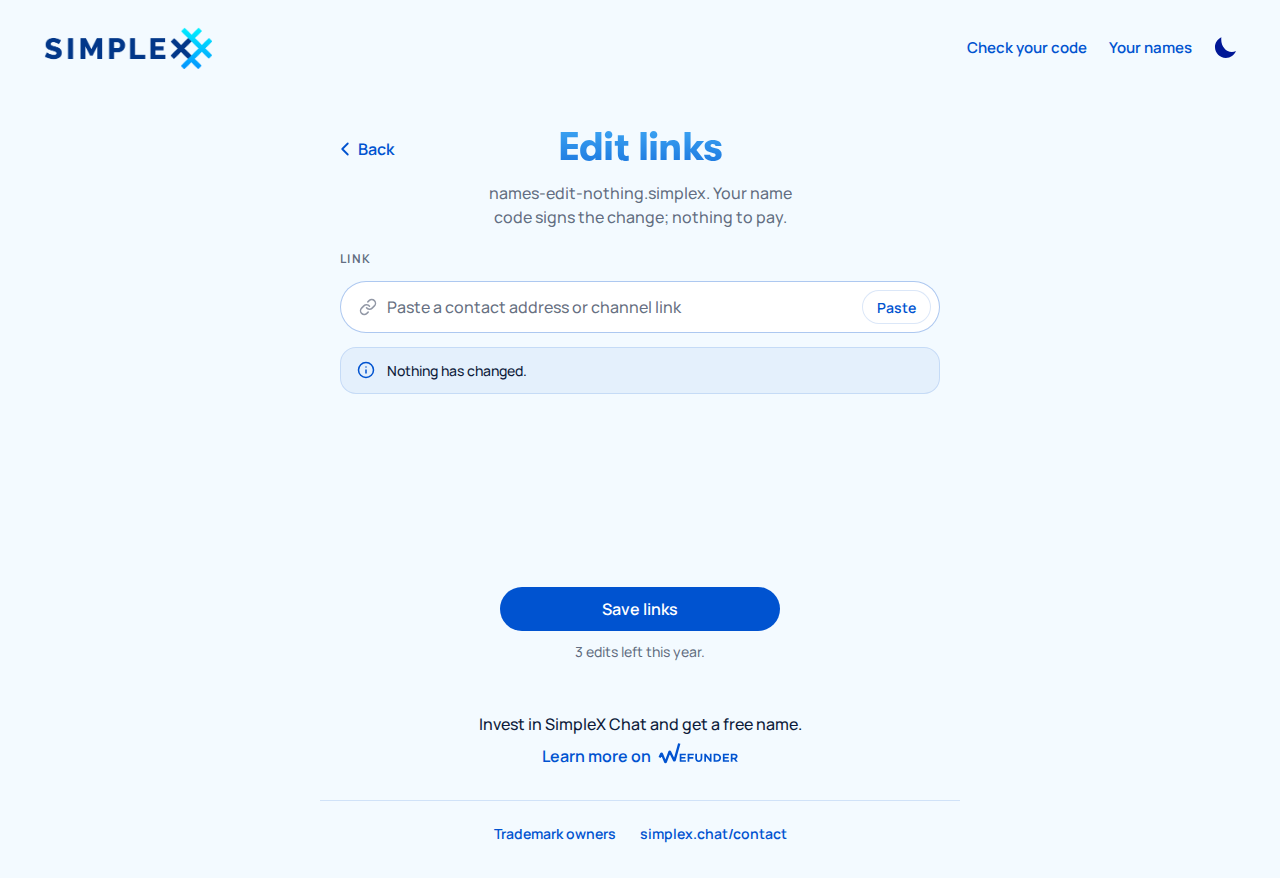 SIMPLEX
Check your code
Your names
Back
Edit links
names-edit-nothing.simplex. Your name
code signs the change; nothing to pay.
LINK
Paste a contact address or channel link
Paste
Nothing has changed.
Save links
3 edits left this year.
Invest in SimpleX Chat and get a free name.
Learn more on WEFUNDER
Trademark owners
simplex.chat/contact